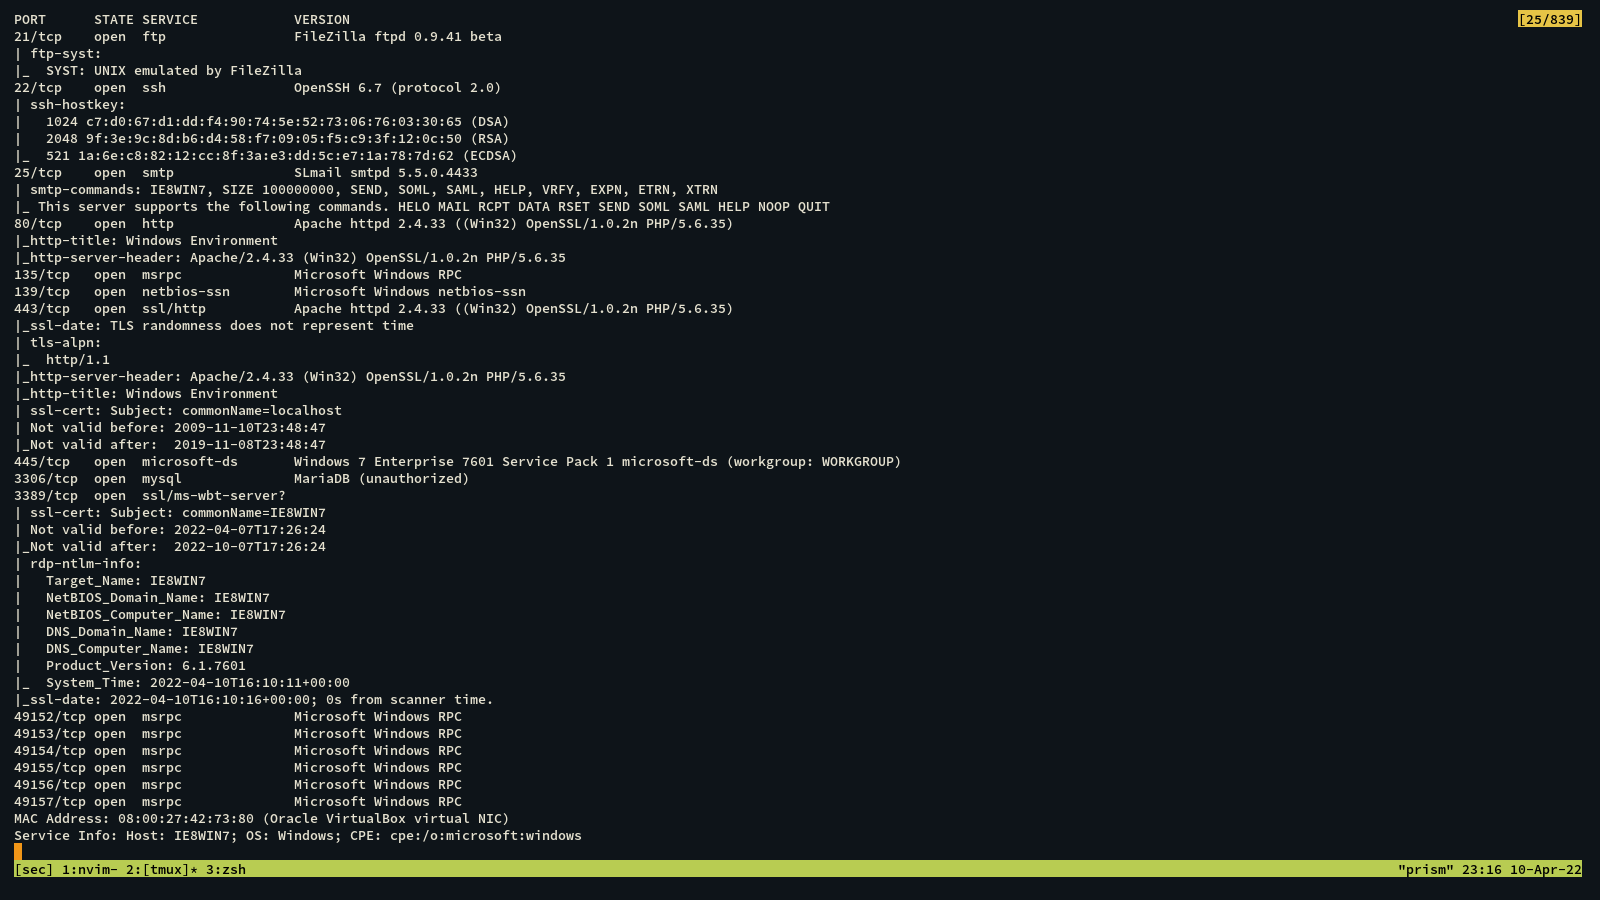 PORT      STATE SERVICE            VERSION                                                                                                                                        [25/839]
21/tcp    open  ftp                FileZilla ftpd 0.9.41 beta
| ftp-syst:
|_  SYST: UNIX emulated by FileZilla
22/tcp    open  ssh                OpenSSH 6.7 (protocol 2.0)
| ssh-hostkey:
|   1024 c7:d0:67:d1:dd:f4:90:74:5e:52:73:06:76:03:30:65 (DSA)
|   2048 9f:3e:9c:8d:b6:d4:58:f7:09:05:f5:c9:3f:12:0c:50 (RSA)
|_  521 1a:6e:c8:82:12:cc:8f:3a:e3:dd:5c:e7:1a:78:7d:62 (ECDSA)
25/tcp    open  smtp               SLmail smtpd 5.5.0.4433
| smtp-commands: IE8WIN7, SIZE 100000000, SEND, SOML, SAML, HELP, VRFY, EXPN, ETRN, XTRN
|_ This server supports the following commands. HELO MAIL RCPT DATA RSET SEND SOML SAML HELP NOOP QUIT
80/tcp    open  http               Apache httpd 2.4.33 ((Win32) OpenSSL/1.0.2n PHP/5.6.35)
|_http-title: Windows Environment
|_http-server-header: Apache/2.4.33 (Win32) OpenSSL/1.0.2n PHP/5.6.35
135/tcp   open  msrpc              Microsoft Windows RPC
139/tcp   open  netbios-ssn        Microsoft Windows netbios-ssn
443/tcp   open  ssl/http           Apache httpd 2.4.33 ((Win32) OpenSSL/1.0.2n PHP/5.6.35)
|_ssl-date: TLS randomness does not represent time
| tls-alpn:
|_  http/1.1
|_http-server-header: Apache/2.4.33 (Win32) OpenSSL/1.0.2n PHP/5.6.35
|_http-title: Windows Environment
| ssl-cert: Subject: commonName=localhost
| Not valid before: 2009-11-10T23:48:47
|_Not valid after:  2019-11-08T23:48:47
445/tcp   open  microsoft-ds       Windows 7 Enterprise 7601 Service Pack 1 microsoft-ds (workgroup: WORKGROUP)
3306/tcp  open  mysql              MariaDB (unauthorized)
3389/tcp  open  ssl/ms-wbt-server?
| ssl-cert: Subject: commonName=IE8WIN7
| Not valid before: 2022-04-07T17:26:24
|_Not valid after:  2022-10-07T17:26:24
| rdp-ntlm-info:
|   Target_Name: IE8WIN7
|   NetBIOS_Domain_Name: IE8WIN7
|   NetBIOS_Computer_Name: IE8WIN7
|   DNS_Domain_Name: IE8WIN7
|   DNS_Computer_Name: IE8WIN7
|   Product_Version: 6.1.7601
|_  System_Time: 2022-04-10T16:10:11+00:00
|_ssl-date: 2022-04-10T16:10:16+00:00; 0s from scanner time.
49152/tcp open  msrpc              Microsoft Windows RPC
49153/tcp open  msrpc              Microsoft Windows RPC
49154/tcp open  msrpc              Microsoft Windows RPC
49155/tcp open  msrpc              Microsoft Windows RPC
49156/tcp open  msrpc              Microsoft Windows RPC
49157/tcp open  msrpc              Microsoft Windows RPC
MAC Address: 08:00:27:42:73:80 (Oracle VirtualBox virtual NIC)
Service Info: Host: IE8WIN7; OS: Windows; CPE: cpe:/o:microsoft:windows
[sec] 1:nvim- 2:[tmux]* 3:zsh                                                                                "prism" 23:16 10-Apr-22